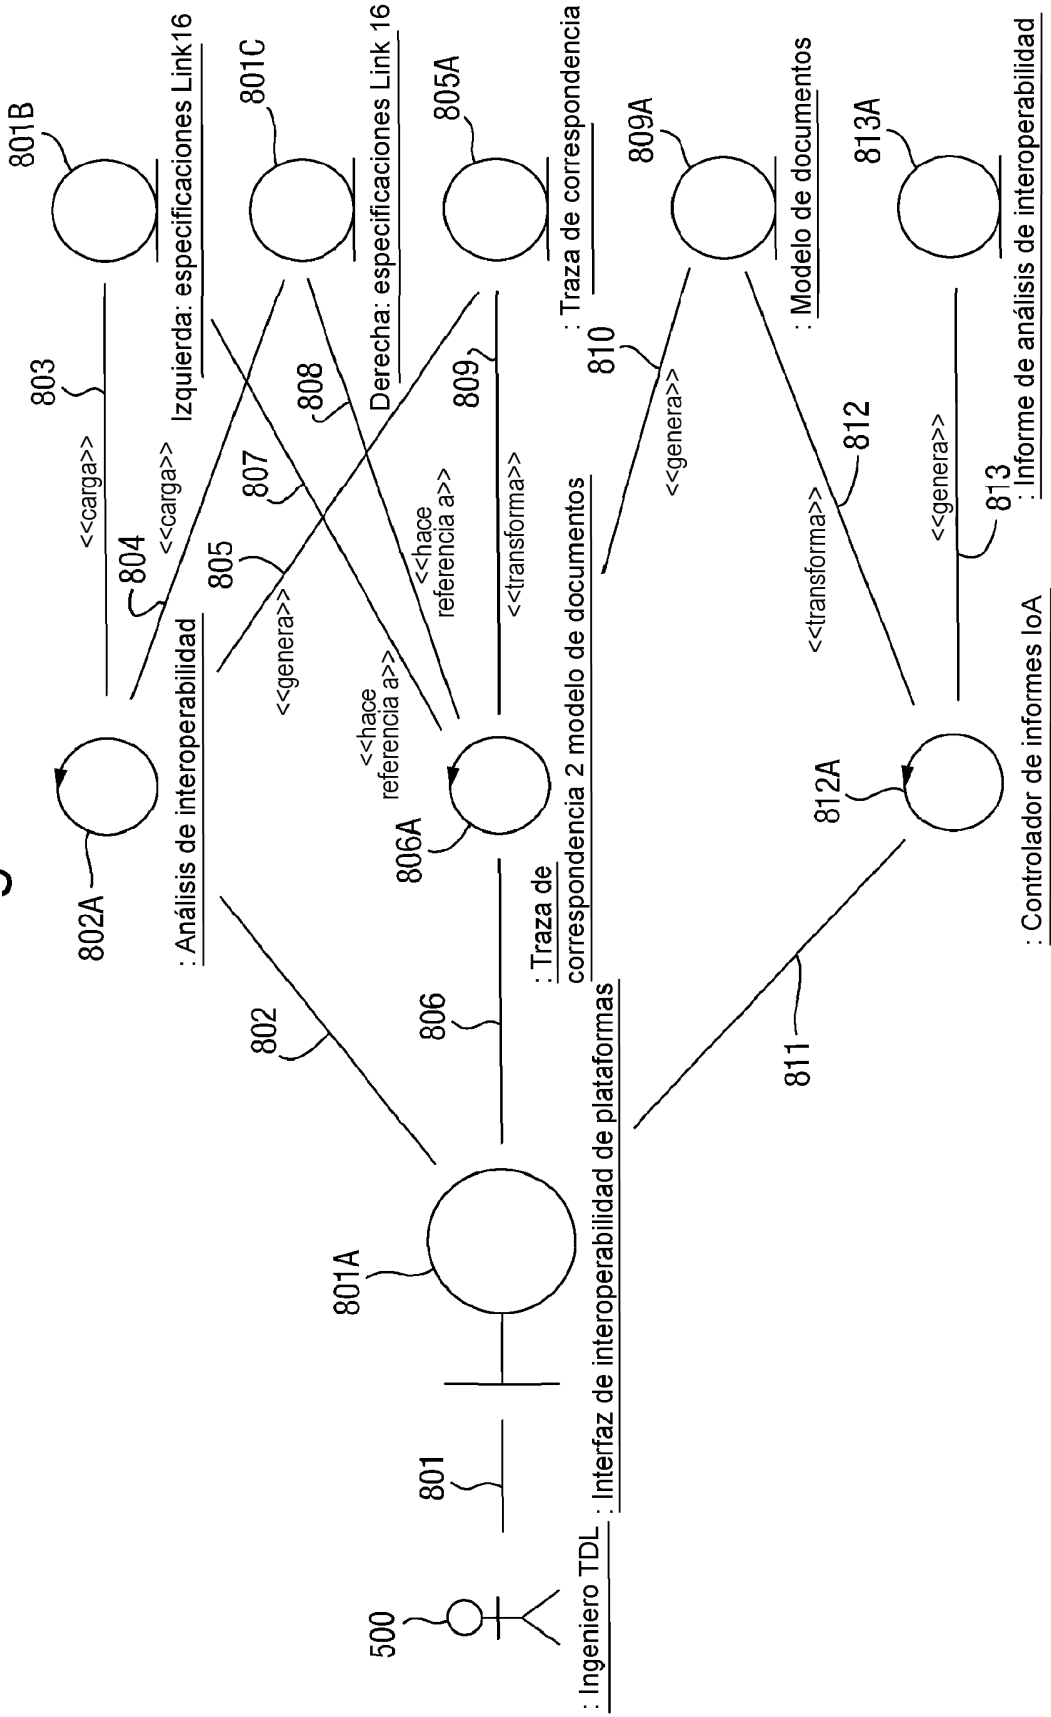 801B
Izquierda: especificaciones Link16
801C
Derecha: especificaciones Link 16
805A
: Traza de correspondencia
809A
: Modelo de documentos
813A
: Informe de análisis de interoperabilidad
803
<<carga>>
804
<<carga>>
805
<<genera>>
807
<<hace
referencia a>>
808
<<hace
referencia a>>
809
<<transforma>>
810
<<genera>>
812
<<transforma>>
813
<<genera>>
802A
: Análisis de interoperabilidad
806A
: Traza de
correspondencia 2 modelo de documentos
812A
: Controlador de informes IoA
802
806
811
801A
: Interfaz de interoperabilidad de plataformas
801
500
: Ingeniero TDL